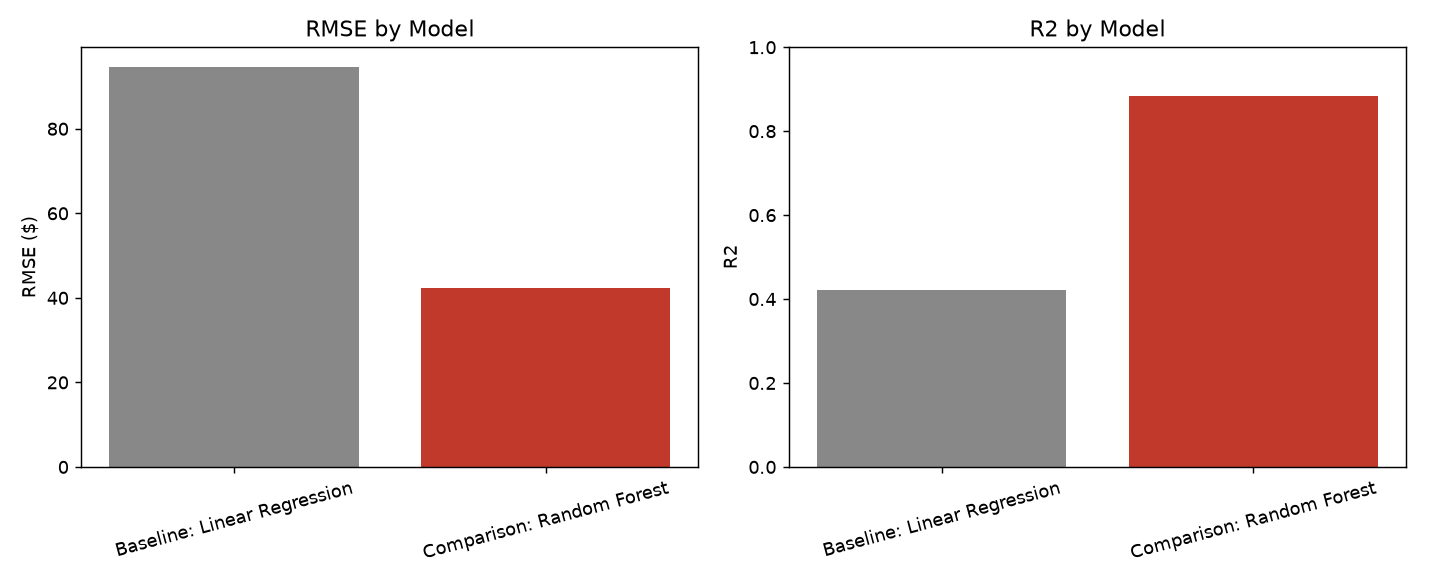 RMSE by Model
RMSE ($)
80
60
40
20
0
Baseline: Linear Regression
Comparison: Random Forest
R2 by Model
R2
1.0
0.8
0.6
0.4
0.2
0.0
Baseline: Linear Regression
Comparison: Random Forest